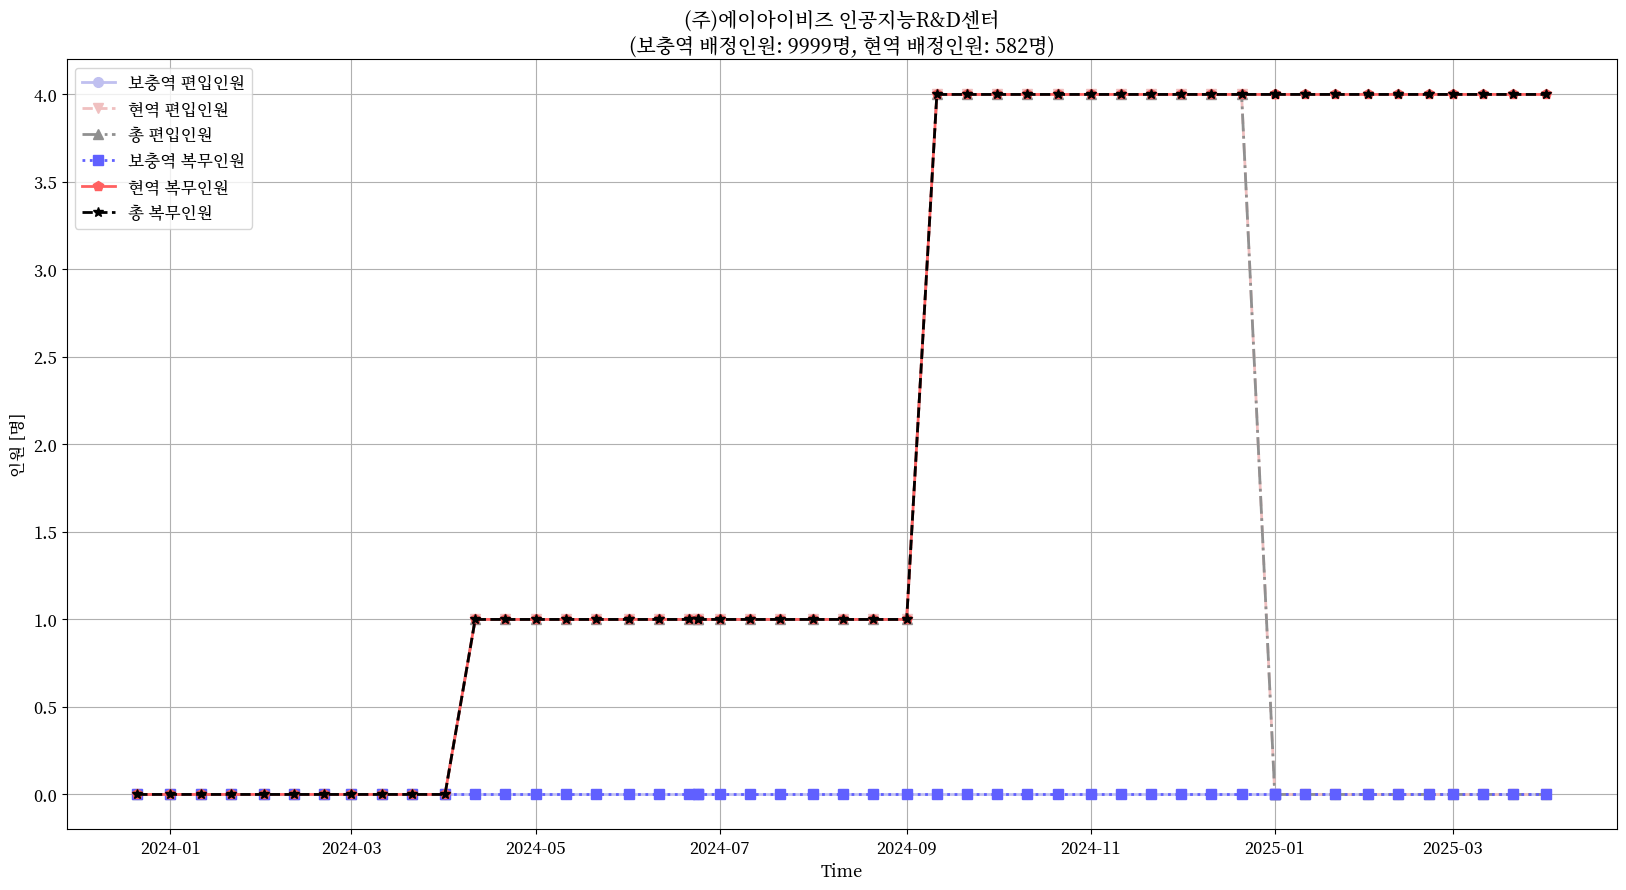 (주)에이아이비즈 인공지능R&D센터
(보충역 배정인원: 9999명, 현역 배정인원: 582명)
보충역 편입인원
현역 편입인원
총 편입인원
보충역 복무인원
현역 복무인원
총 복무인원
4.0
3.5
3.0
2.5
2.0
1.5
1.0
0.5
0.0
인원 [명]
2024-01
2024-03
2024-05
2024-07
2024-09
2024-11
2025-01
2025-03
Time